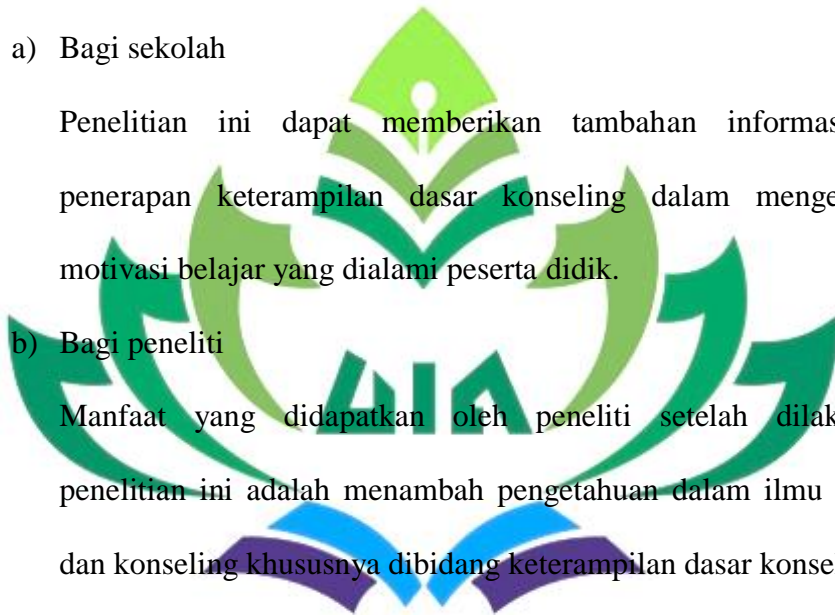 a) Bagi sekolah
Penelitian ini dapat memberikan tambahan informas
penerapan keterampilan dasar konseling dalam menge
motivasi belajar yang dialami peserta didik.
b) Bagi peneliti
UIN
Manfaat yang didapatkan oleh peneliti setelah dilak
penelitian ini adalah menambah pengetahuan dalam ilmu
dan konseling khususnya dibidang keterampilan dasar konse